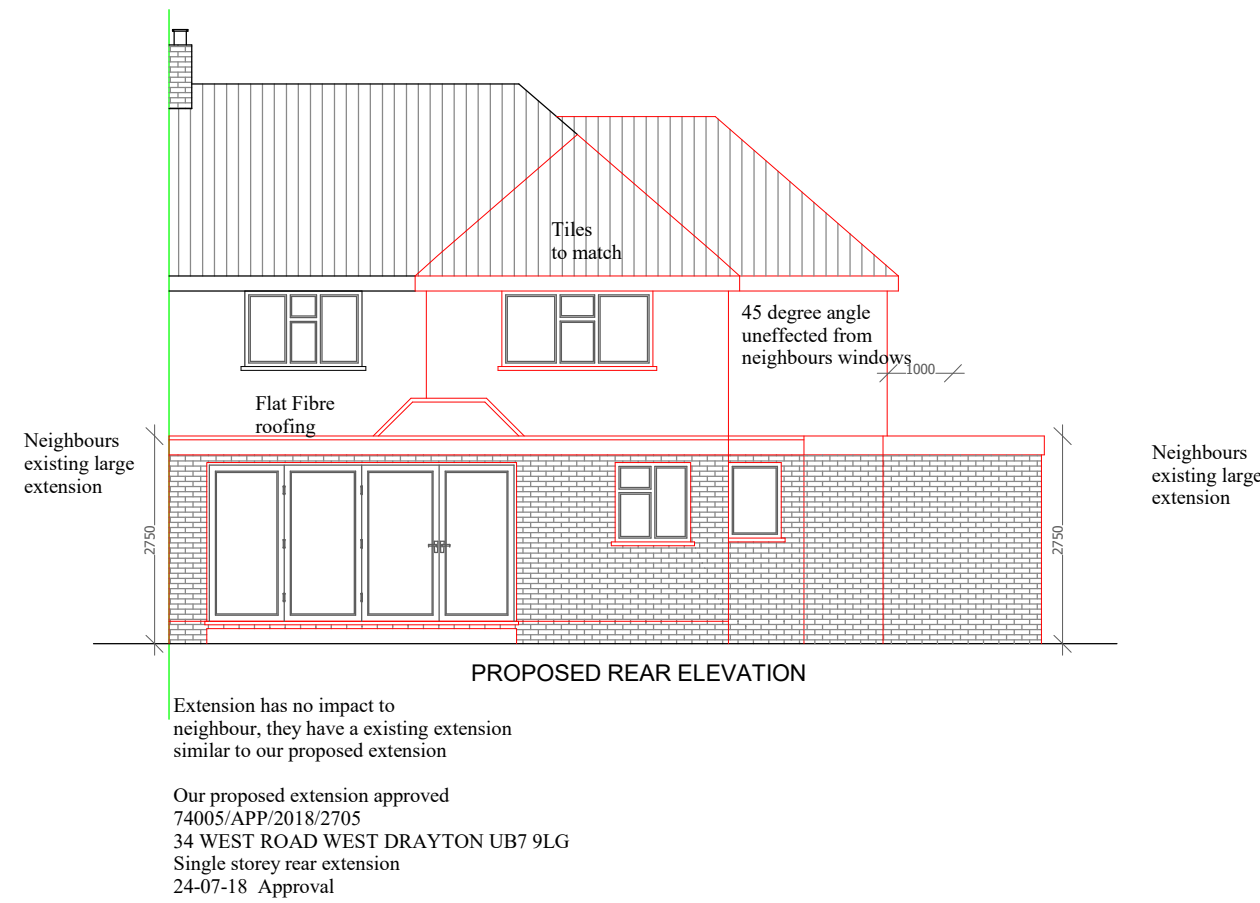 Tiles
to match
45 degree angle
uneffected from
neighbours windows
1000
Flat Fibre
roofing
Neighbours
existing large
extension
Neighbours
existing large
extension
2750
2750
PROPOSED REAR ELEVATION
Extension has no impact to
neighbour, they have a existing extension
similar to our proposed extension
Our proposed extension approved
74005/APP/2018/2705
34 WEST ROAD WEST DRAYTON UB7 9LG
Single storey rear extension
24-07-18 Approval